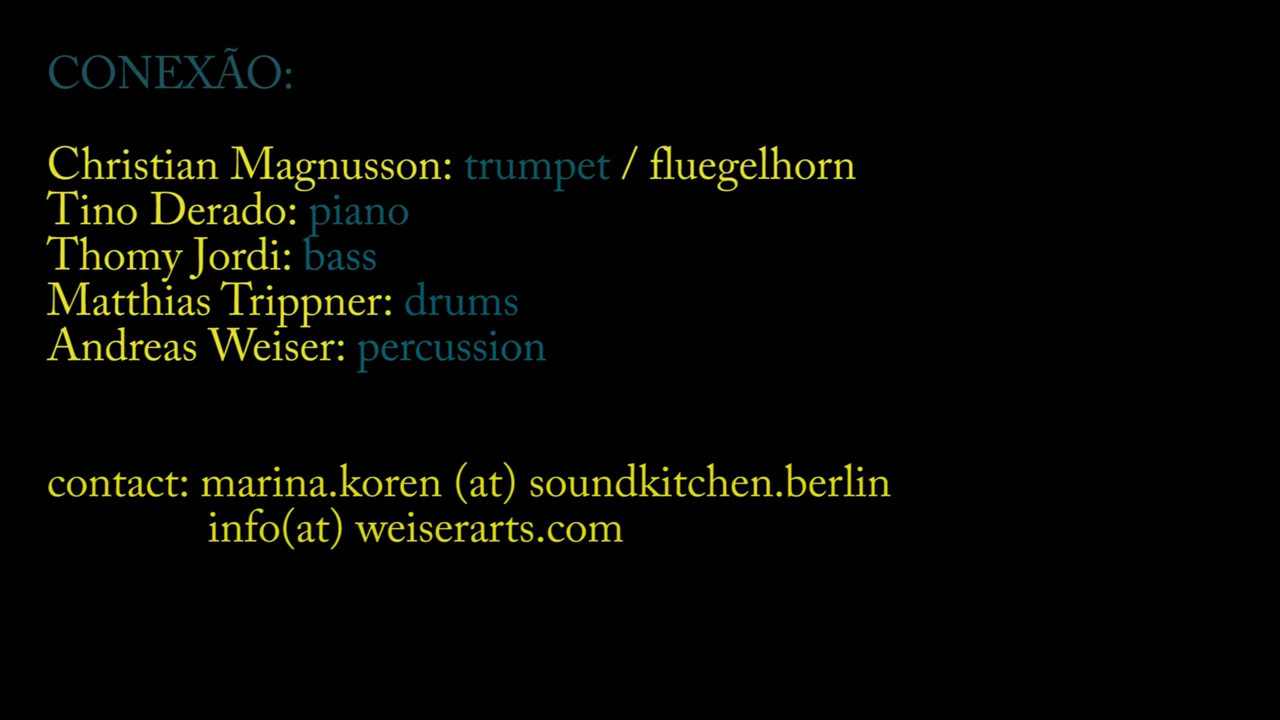 CONEXÃO:
Christian Magnusson: trumpet / fluegelhorn
Tino Derado: piano
Thomy Jordi: bass
Matthias Trippner: drums
Andreas Weiser: percussion
contact: marina.koren (at) soundkitchen.berlin
info(at) weiserarts.com